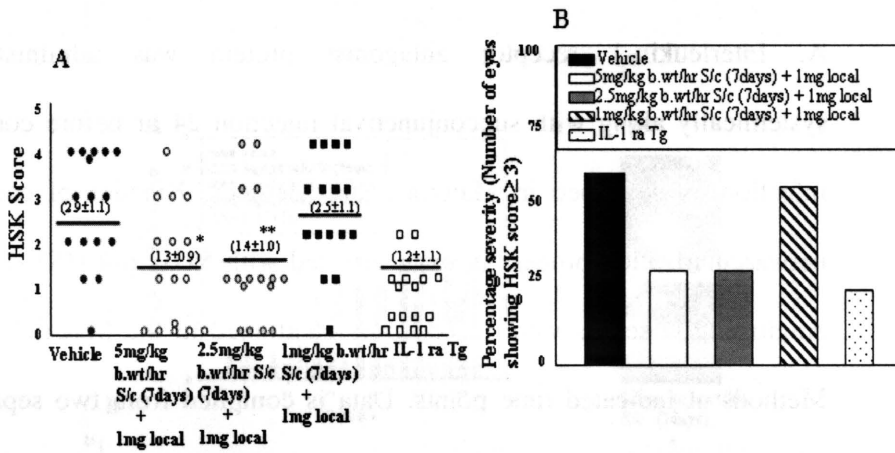 A
HSK Score
5
4
3
2
1
0
(2.9±1.1)
(1.3±0.9)
*
(1.4±1.0)
**
(2.5±1.1)
(1.2±1.1)
Vehicle
5mg/kg
b.wt/hr
S/c (7days)
+
1mg local
2.5mg/kg
b.wt/hr S/c
(7days)
+
1mg local
1mg/kg b.wt/hr
S/c (7days)
+
1mg local
IL-1 ra Tg
B
Percentage severity (Number of eyes
showing HSK score≥ 3)
100
75
50
25
0
Vehicle
5mg/kg b.wt/hr S/c (7days) + 1mg local
2.5mg/kg b.wt/hr S/c (7days) + 1mg local
1mg/kg b.wt/hr S/c (7days) + 1mg local
IL-1 ra Tg